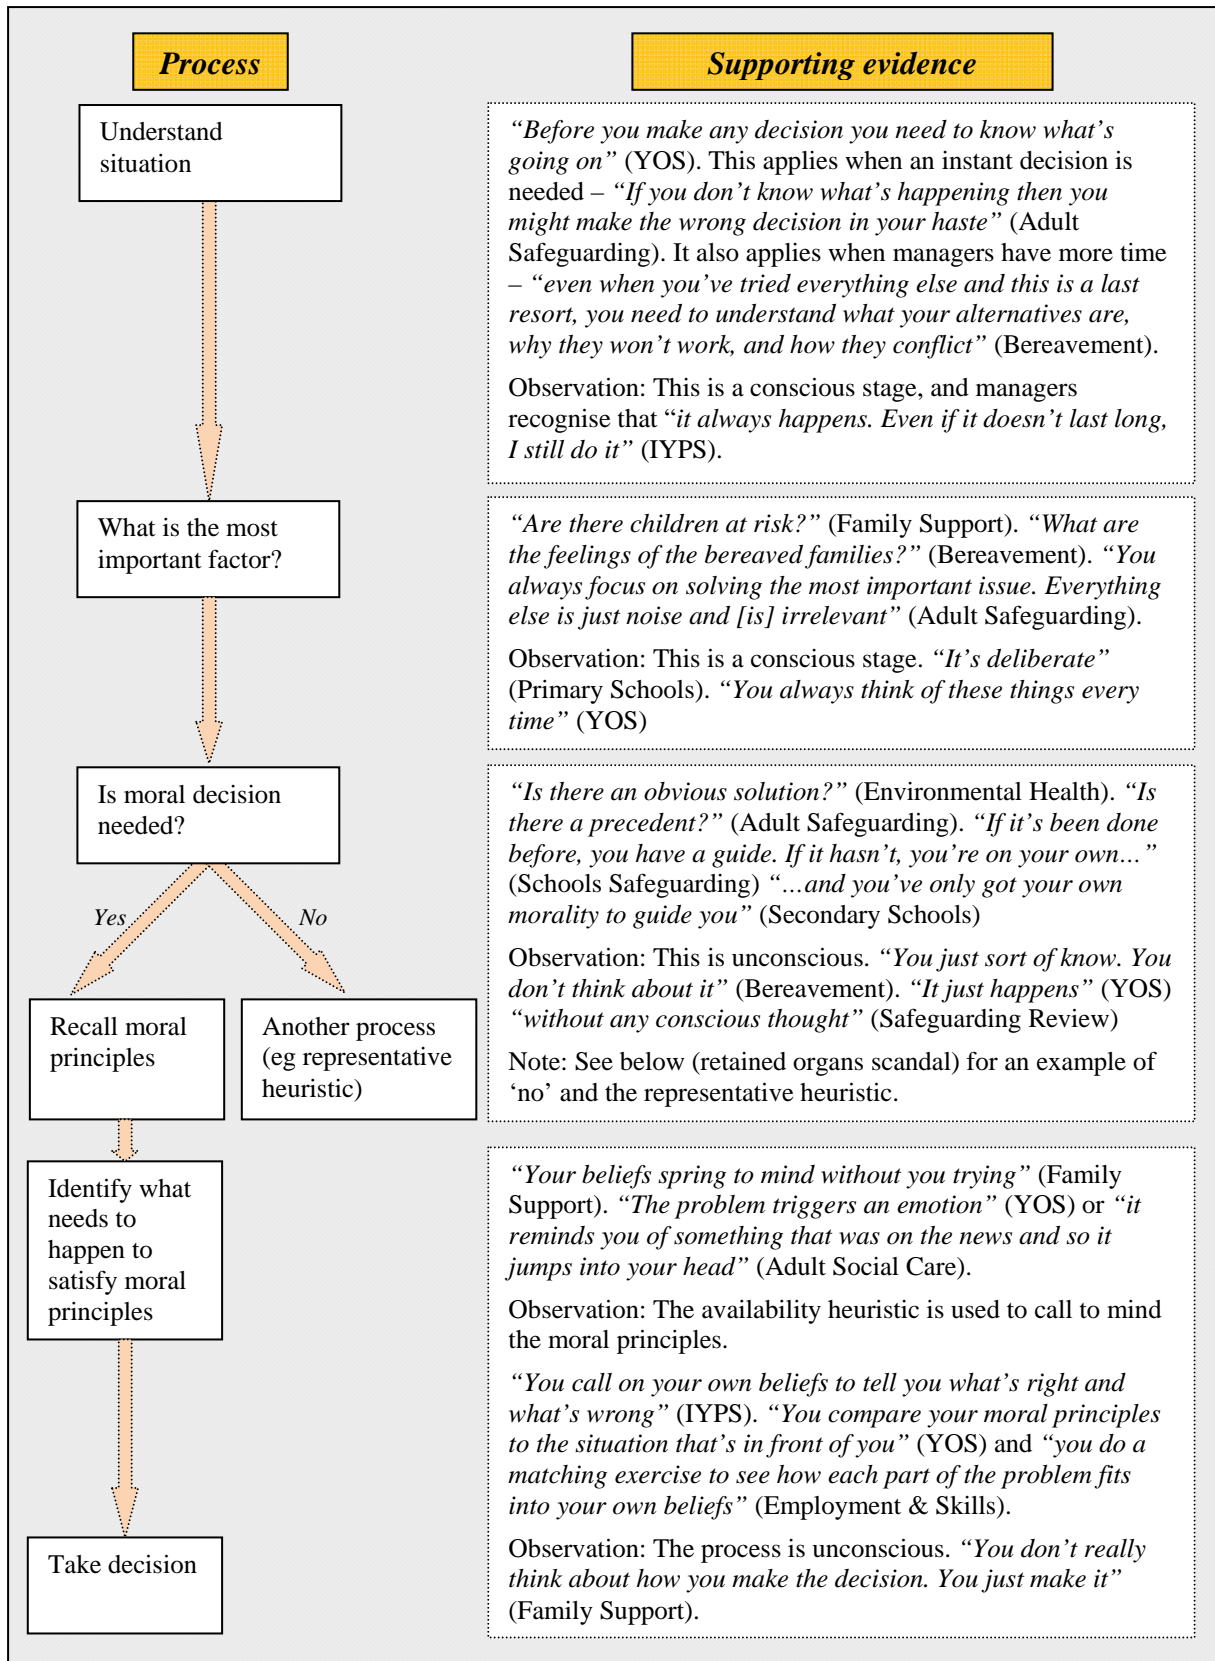 Process
Supporting evidence
Understand
situation
“Before you make any decision you need to know what’s
going on” (YOS). This applies when an instant decision is
needed – “If you don’t know what’s happening then you
might make the wrong decision in your haste” (Adult
Safeguarding). It also applies when managers have more time
– “even when you’ve tried everything else and this is a last
resort, you need to understand what your alternatives are,
why they won’t work, and how they conflict” (Bereavement).
Observation: This is a conscious stage, and managers
recognise that “it always happens. Even if it doesn’t last long,
I still do it” (IYPS).
What is the most
important factor?
“Are there children at risk?” (Family Support). “What are
the feelings of the bereaved families?” (Bereavement). “You
always focus on solving the most important issue. Everything
else is just noise and [is] irrelevant” (Adult Safeguarding).
Observation: This is a conscious stage. “It’s deliberate”
(Primary Schools). “You always think of these things every
time” (YOS)
Is moral decision
needed?
Yes
No
“Is there an obvious solution?” (Environmental Health). “Is
there a precedent?” (Adult Safeguarding). “If it’s been done
before, you have a guide. If it hasn’t, you’re on your own…”
(Schools Safeguarding) “…and you’ve only got your own
morality to guide you” (Secondary Schools)
Observation: This is unconscious. “You just sort of know. You
don’t think about it” (Bereavement). “It just happens” (YOS)
“without any conscious thought” (Safeguarding Review)
Note: See below (retained organs scandal) for an example of
‘no’ and the representative heuristic.
Recall moral
principles
Another process
(eg representative
heuristic)
Identify what
needs to
happen to
satisfy moral
principles
“Your beliefs spring to mind without you trying” (Family
Support). “The problem triggers an emotion” (YOS) or “it
reminds you of something that was on the news and so it
jumps into your head” (Adult Social Care).
Observation: The availability heuristic is used to call to mind
the moral principles.
“You call on your own beliefs to tell you what’s right and
what’s wrong” (IYPS). “You compare your moral principles
to the situation that’s in front of you” (YOS) and “you do a
matching exercise to see how each part of the problem fits
into your own beliefs” (Employment & Skills).
Observation: The process is unconscious. “You don’t really
think about how you make the decision. You just make it”
(Family Support).
Take decision